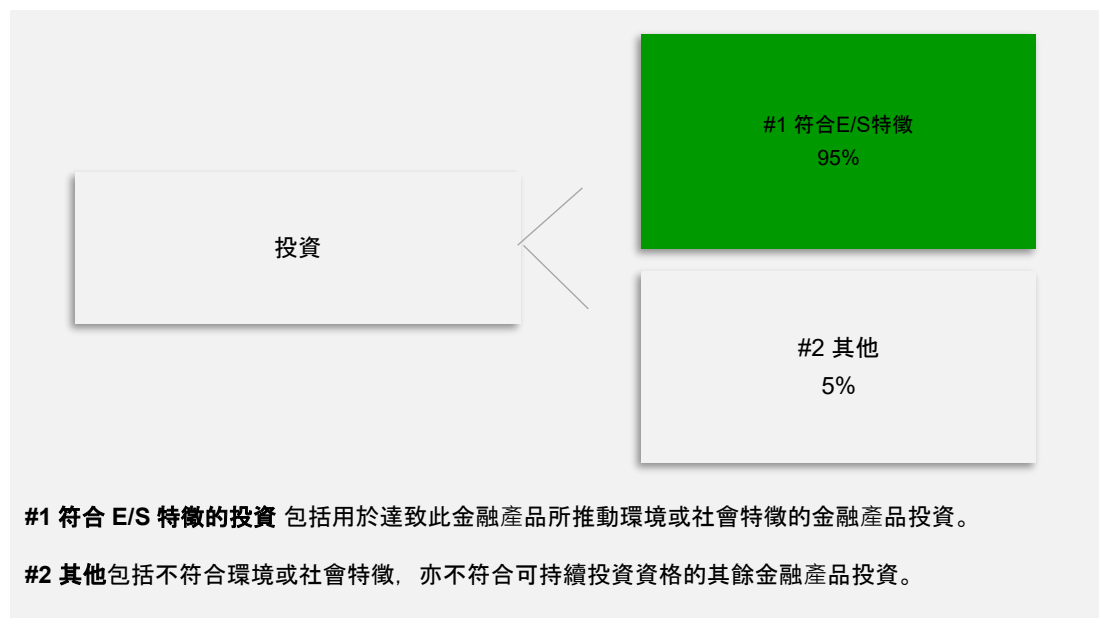 #1 符合E/S特徵
95%
投資
#2 其他
5%
#1 符合 E/S 特徵的投資 包括用於達致此金融產品所推動環境或社會特徵的金融產品投資。
#2 其他包括不符合環境或社會特徵，亦不符合可持續投資資格的其餘金融產品投資。